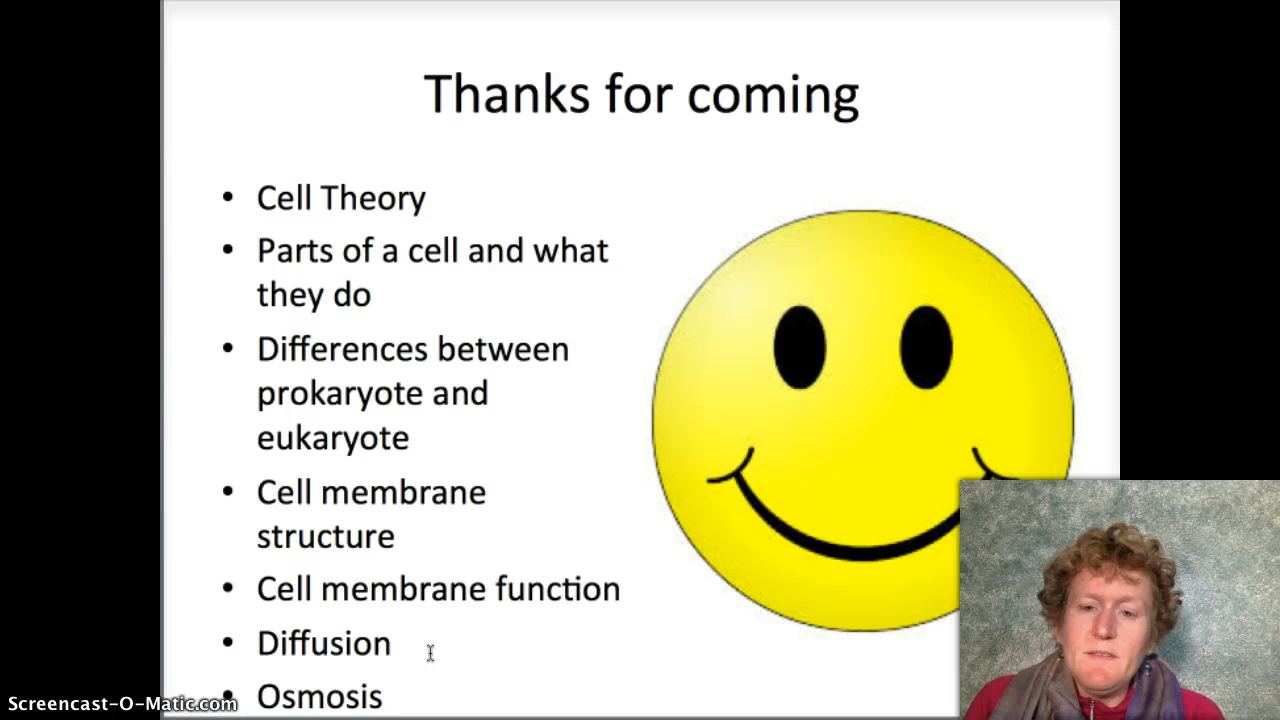 Thanks for coming
• Cell Theory
• Parts of a cell and what
they do
• Differences between
prokaryote and
eukaryote
• Cell membrane
structure
• Cell membrane function
• Diffusion
• Osmosis
Screencast-O-Matic.com